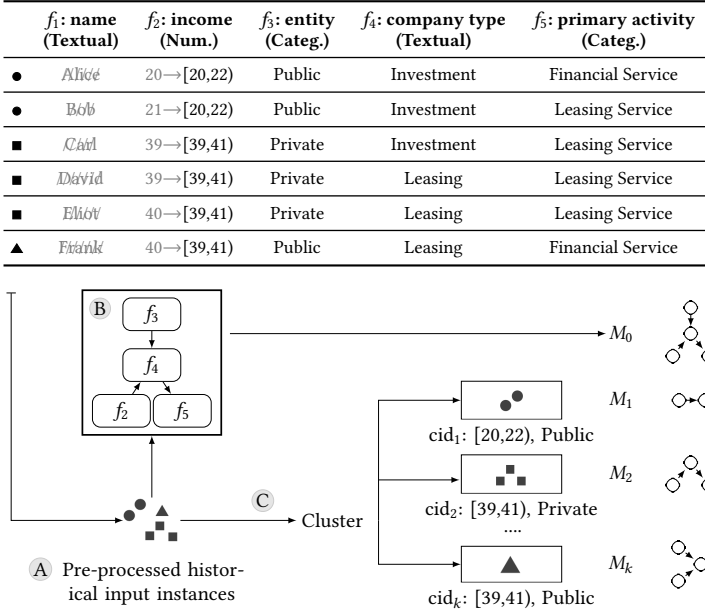 f1: name f2: income f3: entity f4: company type f5: primary activity
(Textual) (Num.) (Categ.) (Textual) (Categ.)
Alice 20→[20,22) Public Investment Financial Service
Bob 21→[20,22) Public Investment Leasing Service
Carl 39→[39,41) Private Investment Leasing Service
David 39→[39,41) Private Leasing Leasing Service
Eliot 40→[39,41) Private Leasing Leasing Service
Frank 40→[39,41) Public Leasing Financial Service
B
f3
f4
f2 f5
M0
M1
cid1: [20,22), Public
M2
cid2: [39,41), Private
C
Cluster
....
Mk
cidk: [39,41), Public
A Pre-processed histor-
ical input instances